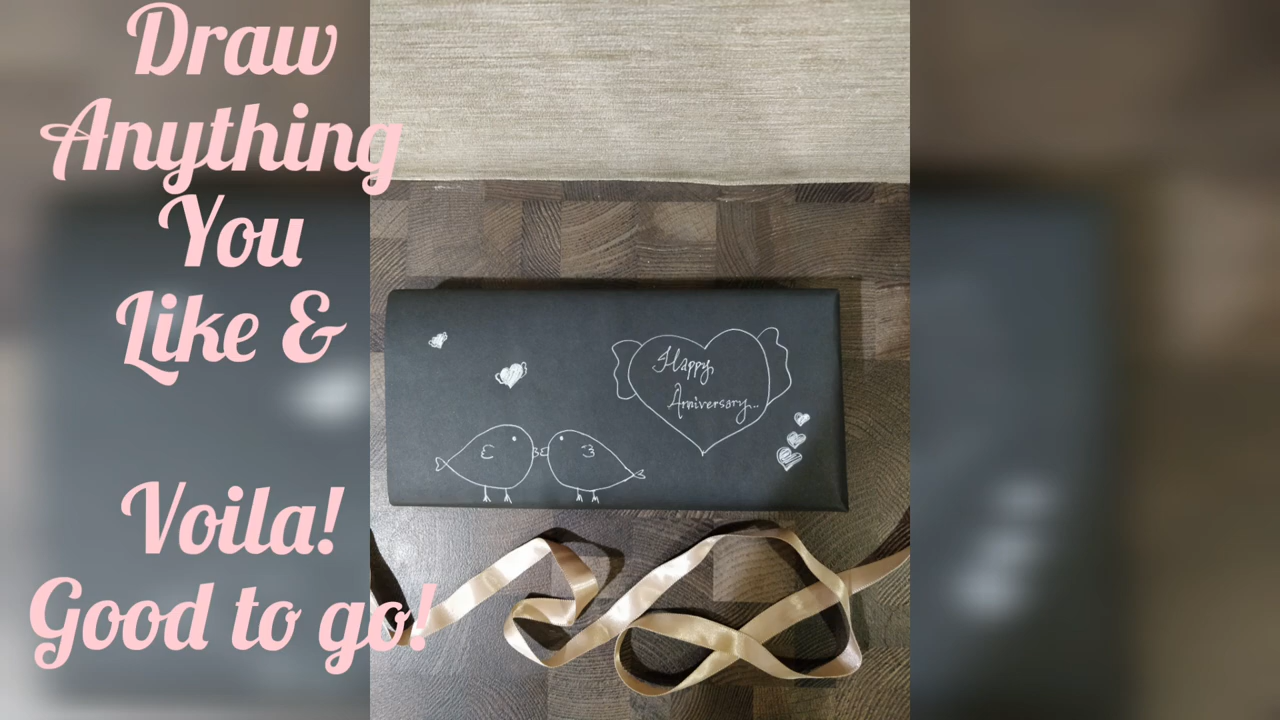 Draw
Anything
You
Like &
Voila!
Good to go!
Happy
Anniversary...